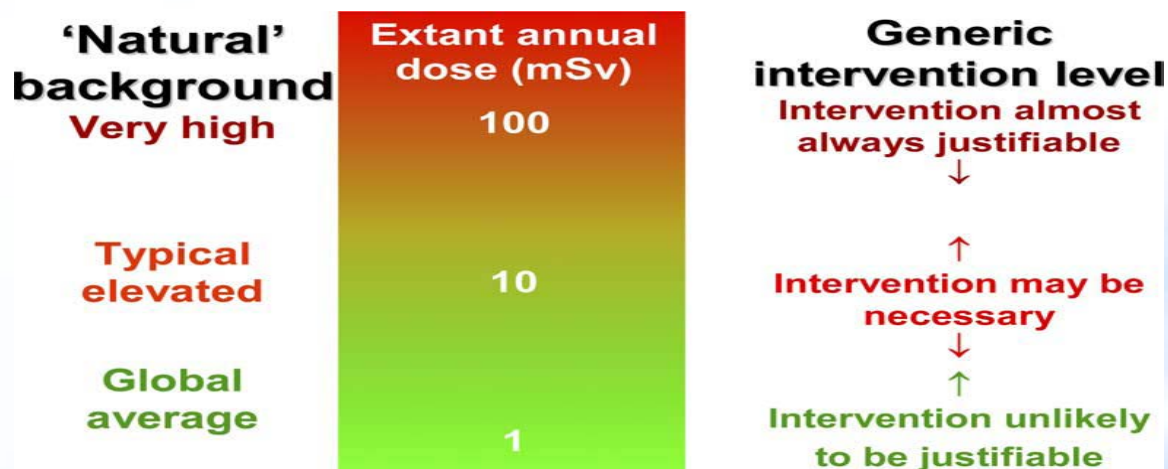 ‘Natural’
background
Very high
Typical
elevated
Global
average
Extant annual
dose (mSv)
100
10
1
Generic
intervention level
Intervention almost
always justifiable
↓
↑
Intervention may be
necessary
↓
↑
Intervention unlikely
to be justifiable